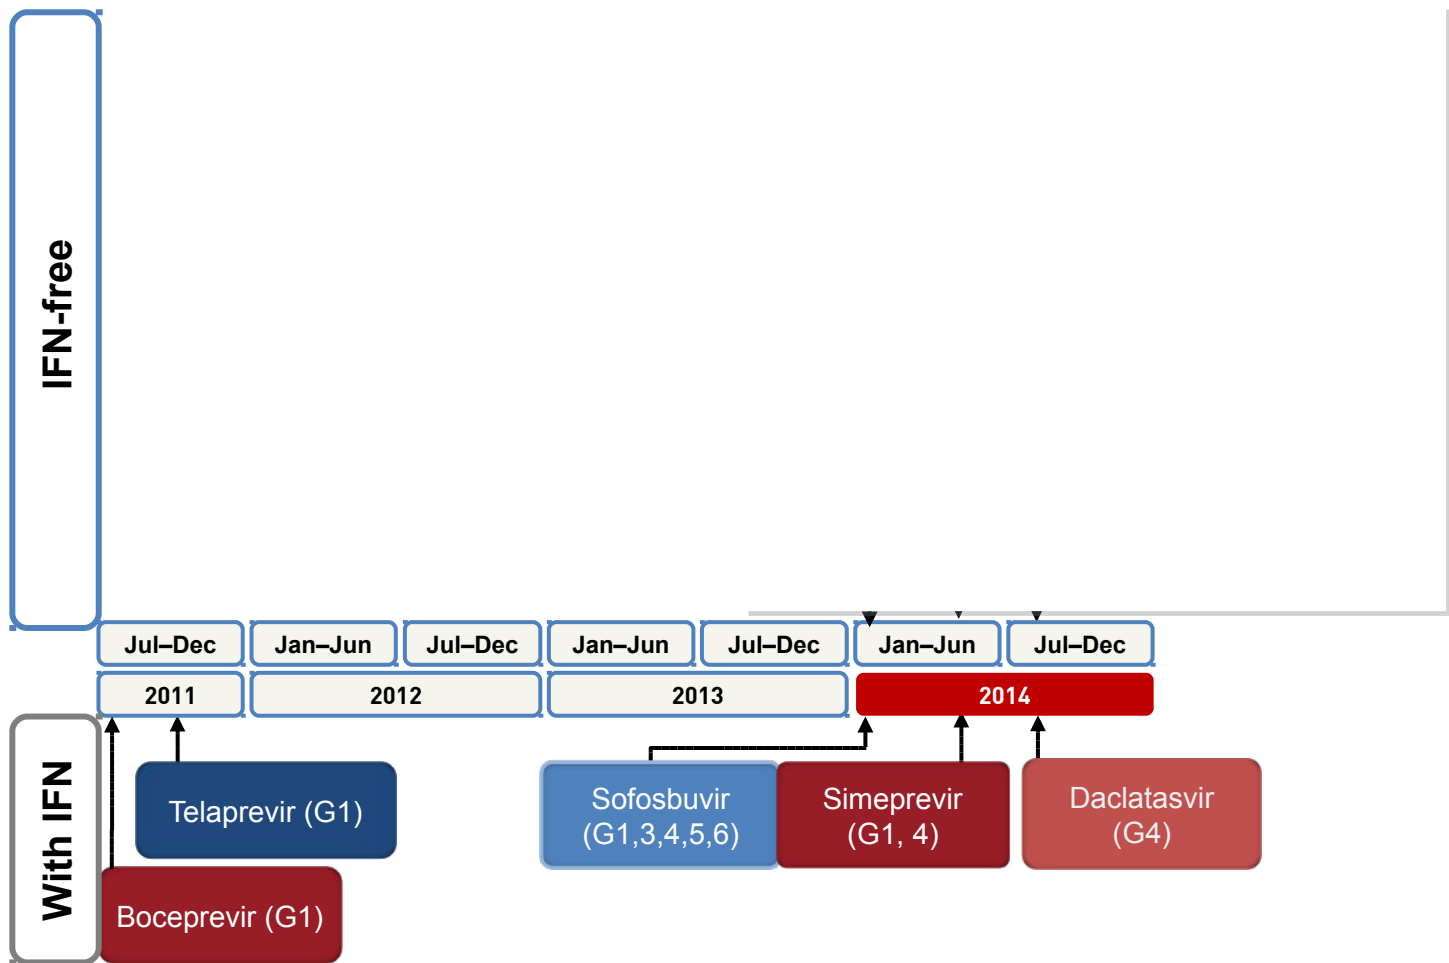 IFN-free
Jul–Dec
Jan–Jun
Jul–Dec
Jan–Jun
Jul–Dec
Jan–Jun
Jul–Dec
2011
2012
2013
2014
With IFN
Telaprevir (G1)
Boceprevir (G1)
Sofosbuvir
(G1,3,4,5,6)
Simeprevir
(G1, 4)
Daclatasvir
(G4)